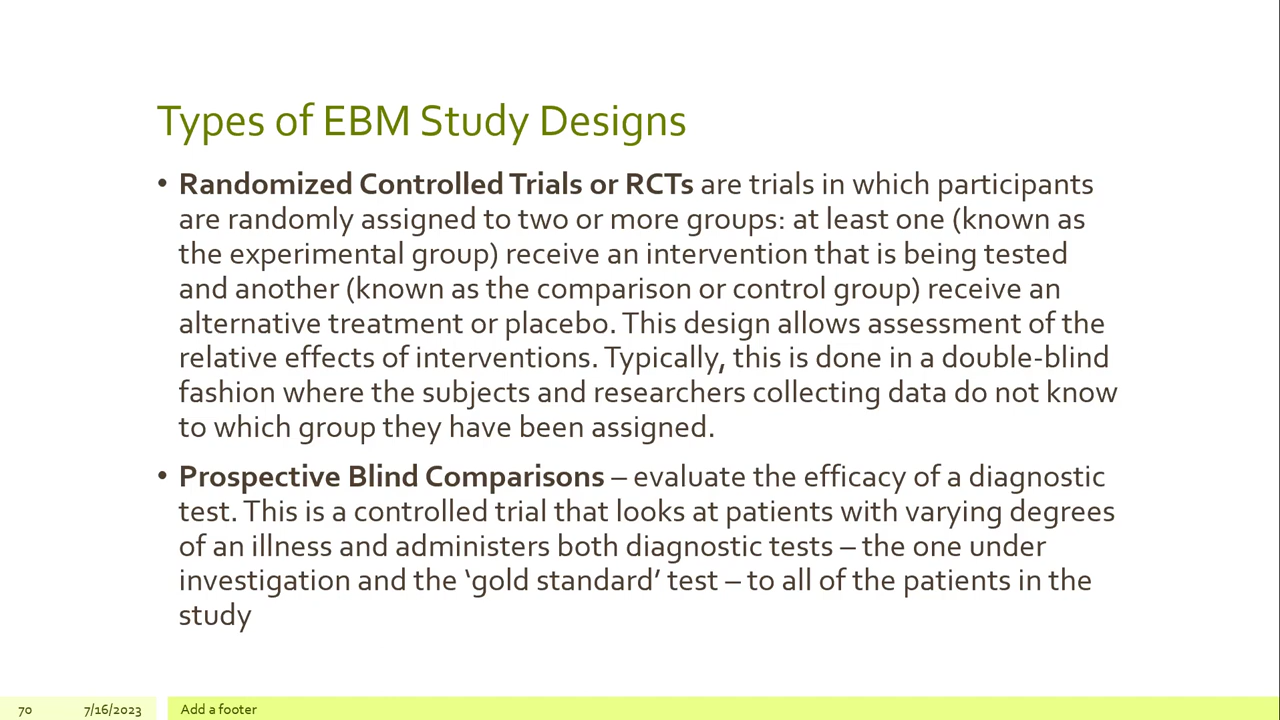 Types of EBM Study Designs
• Randomized Controlled Trials or RCTs are trials in which participants
are randomly assigned to two or more groups: at least one (known as
the experimental group) receive an intervention that is being tested
and another (known as the comparison or control group) receive an
alternative treatment or placebo. This design allows assessment of the
relative effects of interventions. Typically, this is done in a double-blind
fashion where the subjects and researchers collecting data do not know
to which group they have been assigned.
• Prospective Blind Comparisons – evaluate the efficacy of a diagnostic
test. This is a controlled trial that looks at patients with varying degrees
of an illness and administers both diagnostic tests – the one under
investigation and the ‘gold standard’ test – to all of the patients in the
study
70 7/16/2023 Add a footer